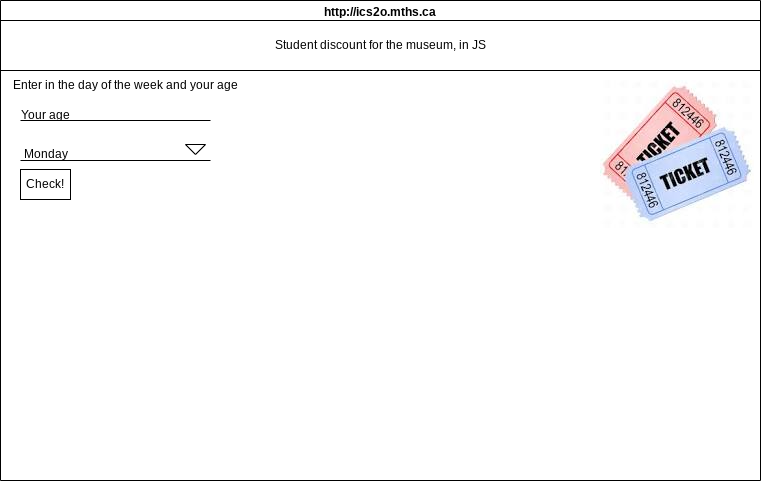 http://ics2o.mths.ca
Student discount for the museum, in JS
Enter in the day of the week and your age
Your age
Monday
Check!
812446
TICKET
81
812446
TICKET
812446